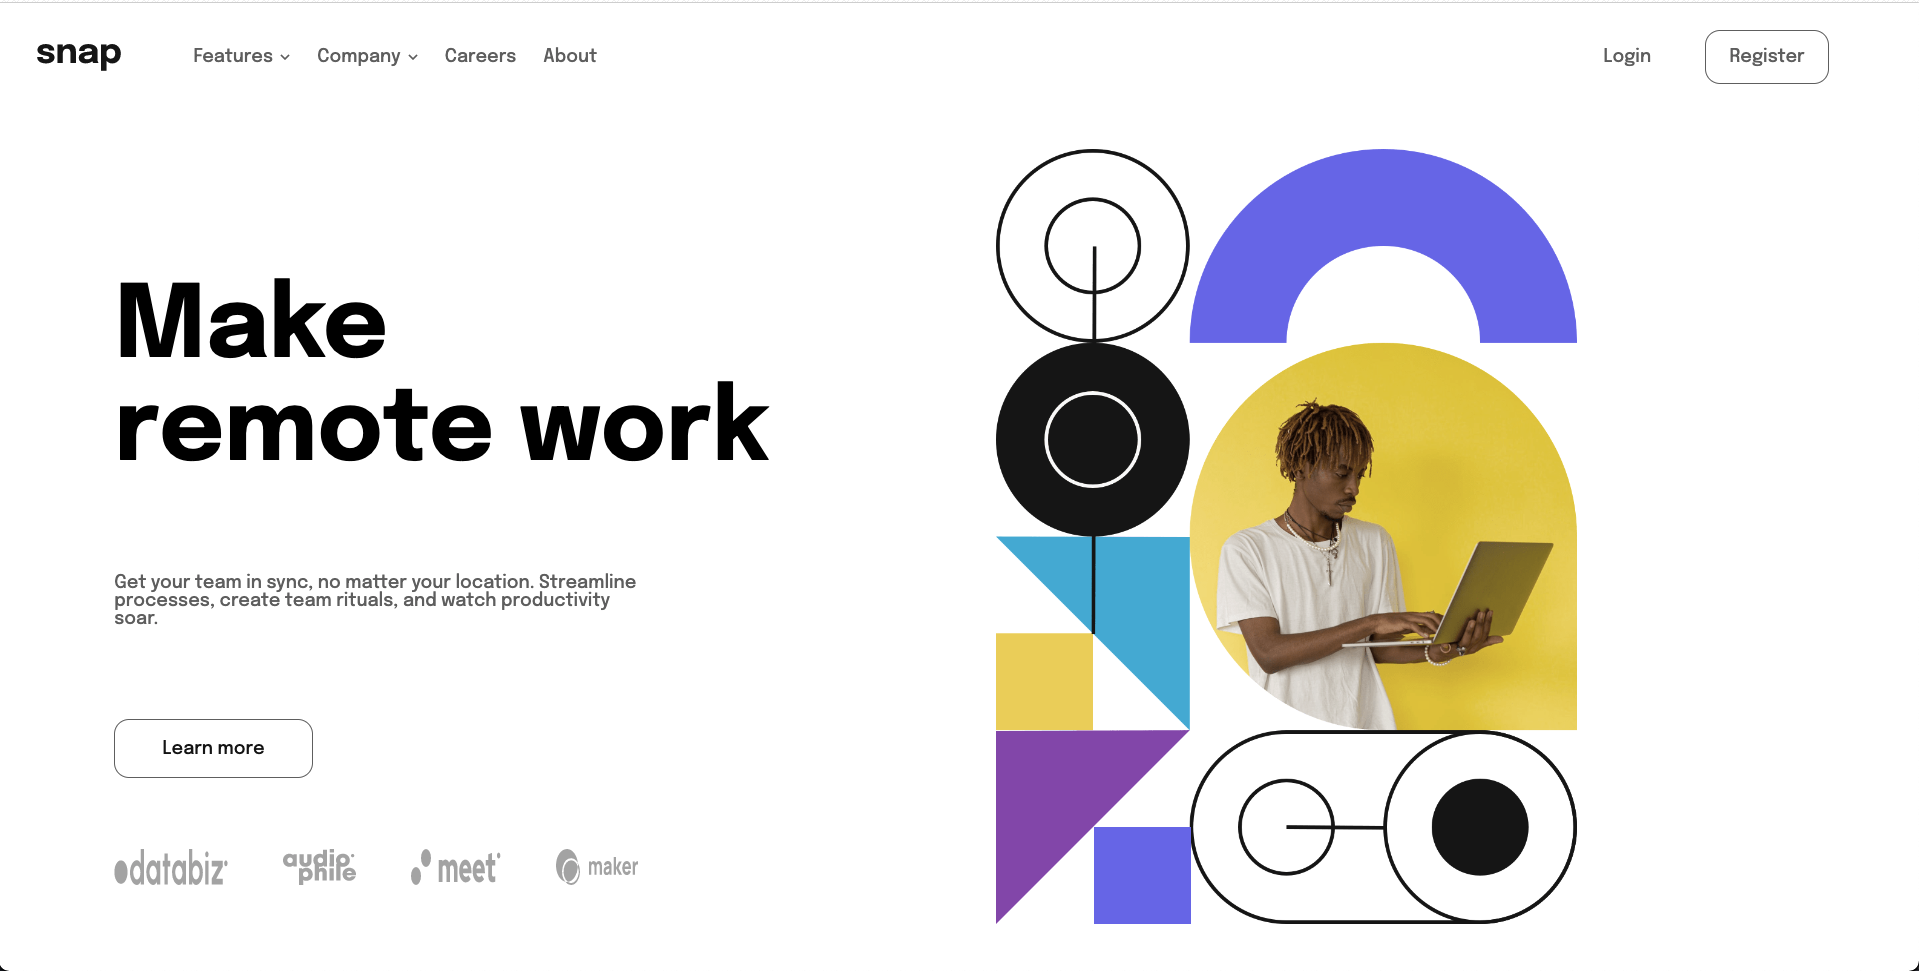 snap
Features
Company
Careers
About
Login
Register
Make
remote work
Get your team in sync, no matter your location. Streamline
processes, create team rituals, and watch productivity
soar.
Learn more
databiz
audiophile
meet
maker